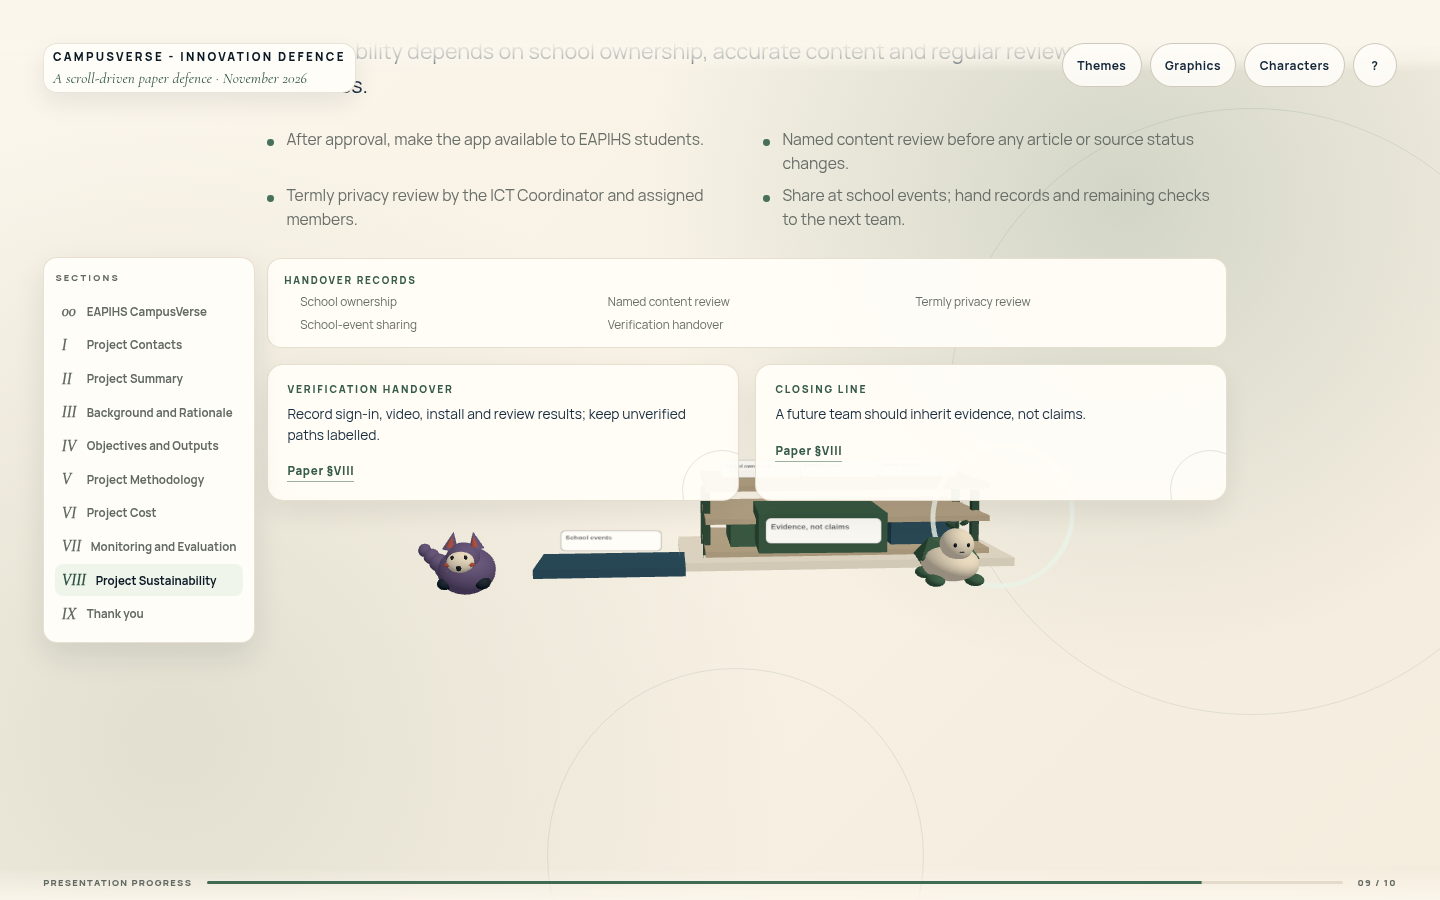 CAMPUSVERSE - INNOVATION DEFENCE
A scroll-driven paper defence · November 2026
depends on school ownership, accurate content and regular review
Themes
Graphics
Characters
?
After approval, make the app available to EAPIHS students.
Named content review before any article or source status
changes.
Termly privacy review by the ICT Coordinator and assigned
members.
Share at school events; hand records and remaining checks
to the next team.
SECTIONS
00 EAPIHS CampusVerse
I Project Contacts
II Project Summary
III Background and Rationale
IV Objectives and Outputs
V Project Methodology
VI Project Cost
VII Monitoring and Evaluation
VIII Project Sustainability
IX Thank you
HANDOVER RECORDS
School ownership
Named content review
Termly privacy review
School-event sharing
Verification handover
VERIFICATION HANDOVER
Record sign-in, video, install and review results; keep unverified
paths labelled.
Paper §VIII
CLOSING LINE
A future team should inherit evidence, not claims.
Paper §VIII
School events
Evidence, not claims
PRESENTATION PROGRESS
09 / 10